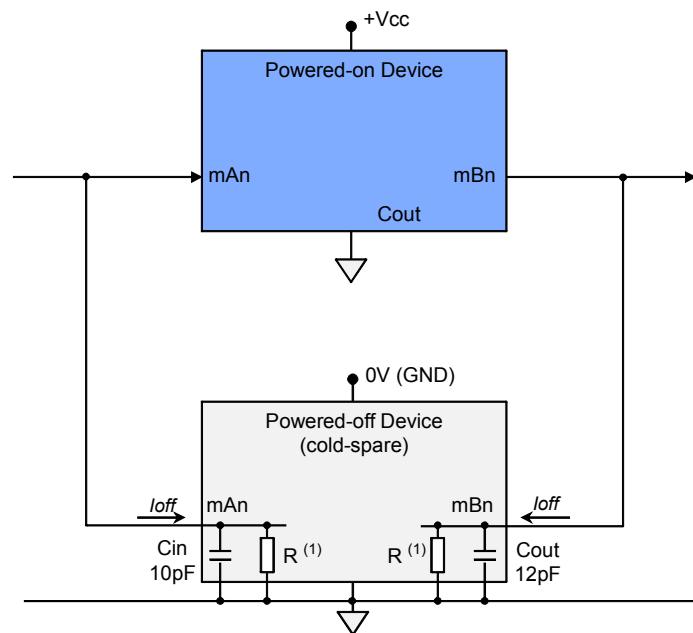 +Vcc
Powered-on Device
mAn
mBn
Cout
0V (GND)
Powered-off Device
(cold-spare)
Ioff
mAn
mBn
Ioff
Cin
10pF
R (1)
R (1)
Cout
12pF